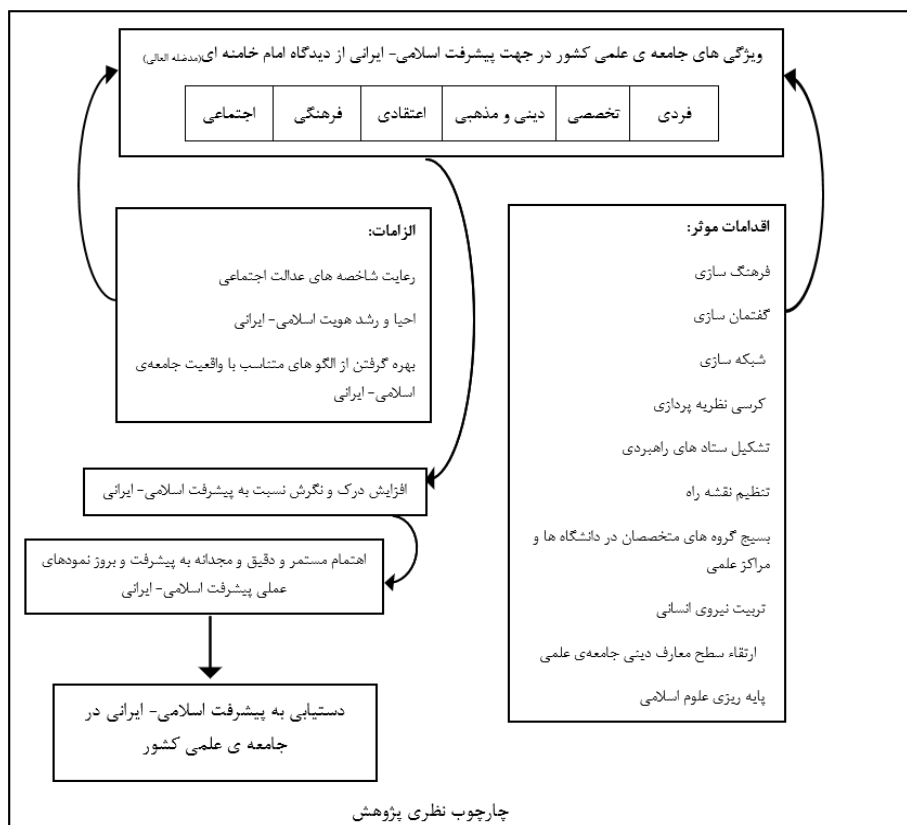 ویژگی های جامعه ی علمی کشور در جهت پیشرفت اسلامی- ایرانی از دیدگاه امام خامنه ای(مدضله العالی)
فردی تخصصی دینی و مذهبی اعتقادی فرهنگی اجتماعی
اقدامات موثر:
فرهنگ سازی
گفتمان سازی
شبکه سازی
کرسی نظریه پردازی
تشکیل ستاد های راهبردی
تنظیم نقشه راه
بسیج گروه های متخصصان در دانشگاه ها و
مراکز علمی
تربیت نیروی انسانی
ارتقاء سطح معارف دینی جامعه‌ی علمی
پایه ریزی علوم اسلامی
الزامات:
رعایت شاخصه های عدالت اجتماعی
احیا و رشد هویت اسلامی- ایرانی
بهره گرفتن از الگو های متناسب با واقعیت جامعه‌ی
اسلامی- ایرانی
افزایش درک و نگرش نسبت به پیشرفت اسلامی- ایرانی
اهتمام مستمر و دقیق و مجدانه به پیشرفت و بروز نمودهای
عملی پیشرفت اسلامی- ایرانی
دستیابی به پیشرفت اسلامی- ایرانی در
جامعه ی علمی کشور
چارچوب نظری پژوهش